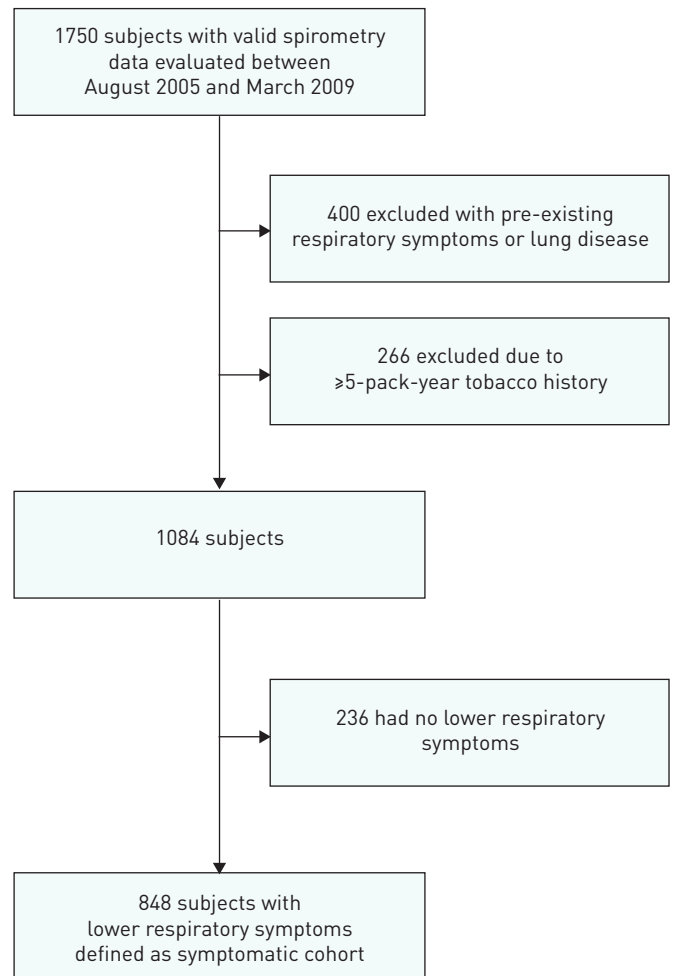 1750 subjects with valid spirometry
data evaluated between
August 2005 and March 2009
400 excluded with pre-existing
respiratory symptoms or lung disease
266 excluded due to
⩾5-pack-year tobacco history
1084 subjects
236 had no lower respiratory
symptoms
848 subjects with
lower respiratory symptoms
defined as symptomatic cohort